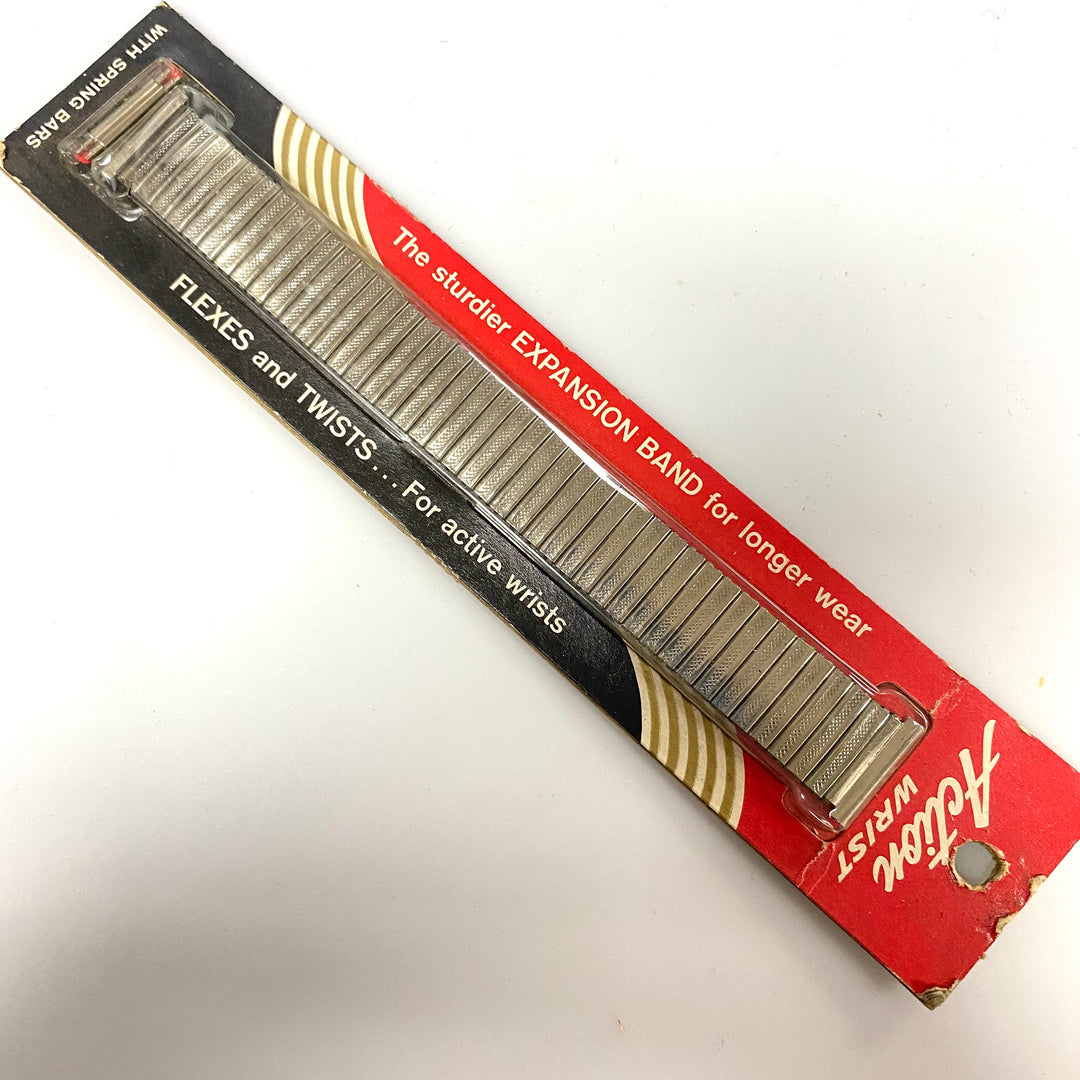 Action
WRIST
The sturdier EXPANSION BAND for longer wear
FLEXES and TWISTS... For active wrists
WITH SPRING BARS